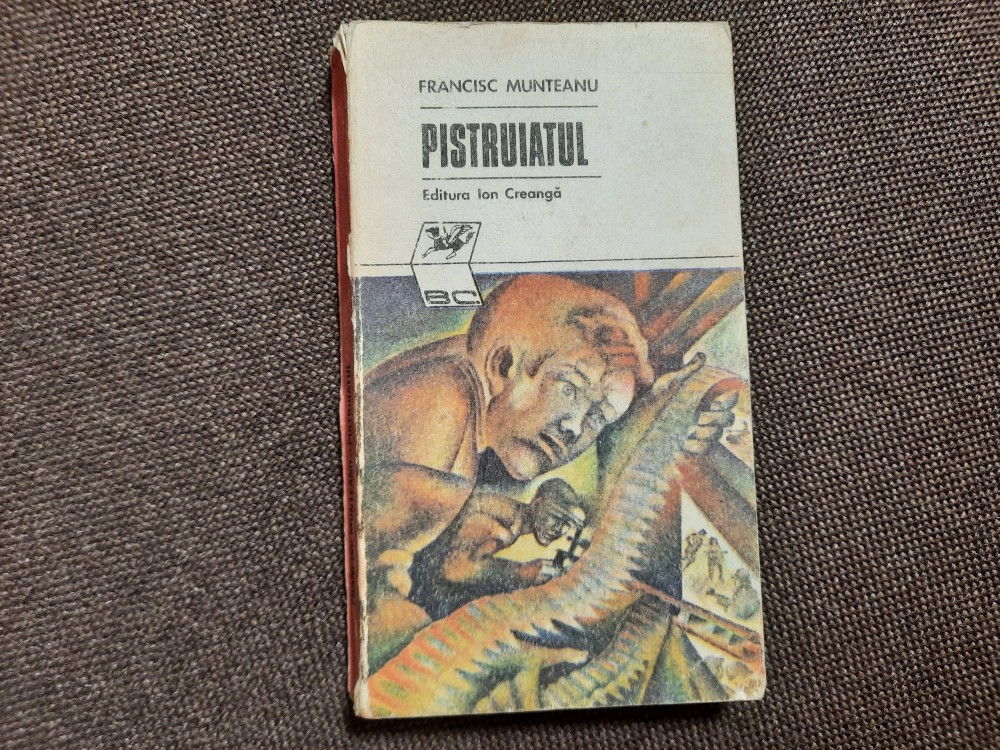 FRANCISC MUNTEANU
PISTRUIATUL
Editura Ion Creangă
BC